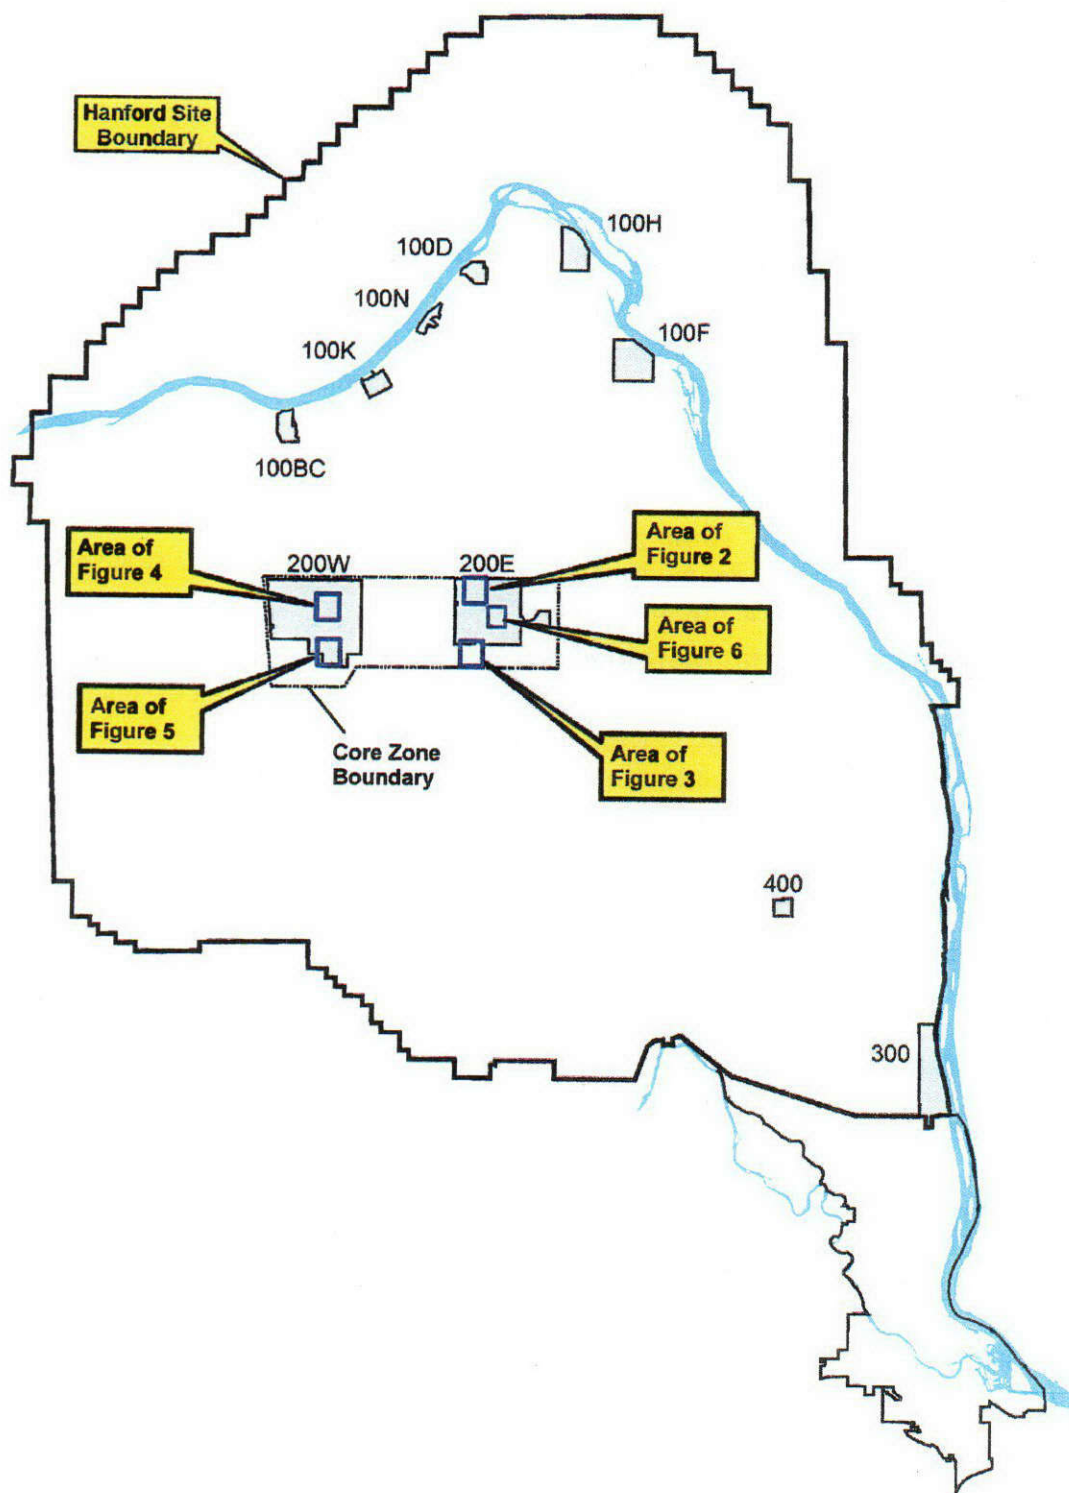 Hanford Site
Boundary
100H
100D
100N
100F
100K
100BC
Area of
Figure 4
200W
200E
Area of
Figure 2
Area of
Figure 6
Area of
Figure 5
Core Zone
Boundary
Area of
Figure 3
400
300